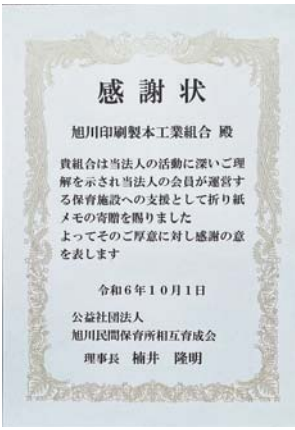 感謝状
旭川印刷製本工業組合 殿
貴組合は当法人の活動に深いご理
解を示され当法人の会員が運営す
る保育施設への支援として折り紙
メモの寄贈を賜りました
よってそのご厚意に対し感謝の意
を表します
令和6年10月1日
公益社団法人
旭川民間保育所相互育成会
理事長 楠井 隆明